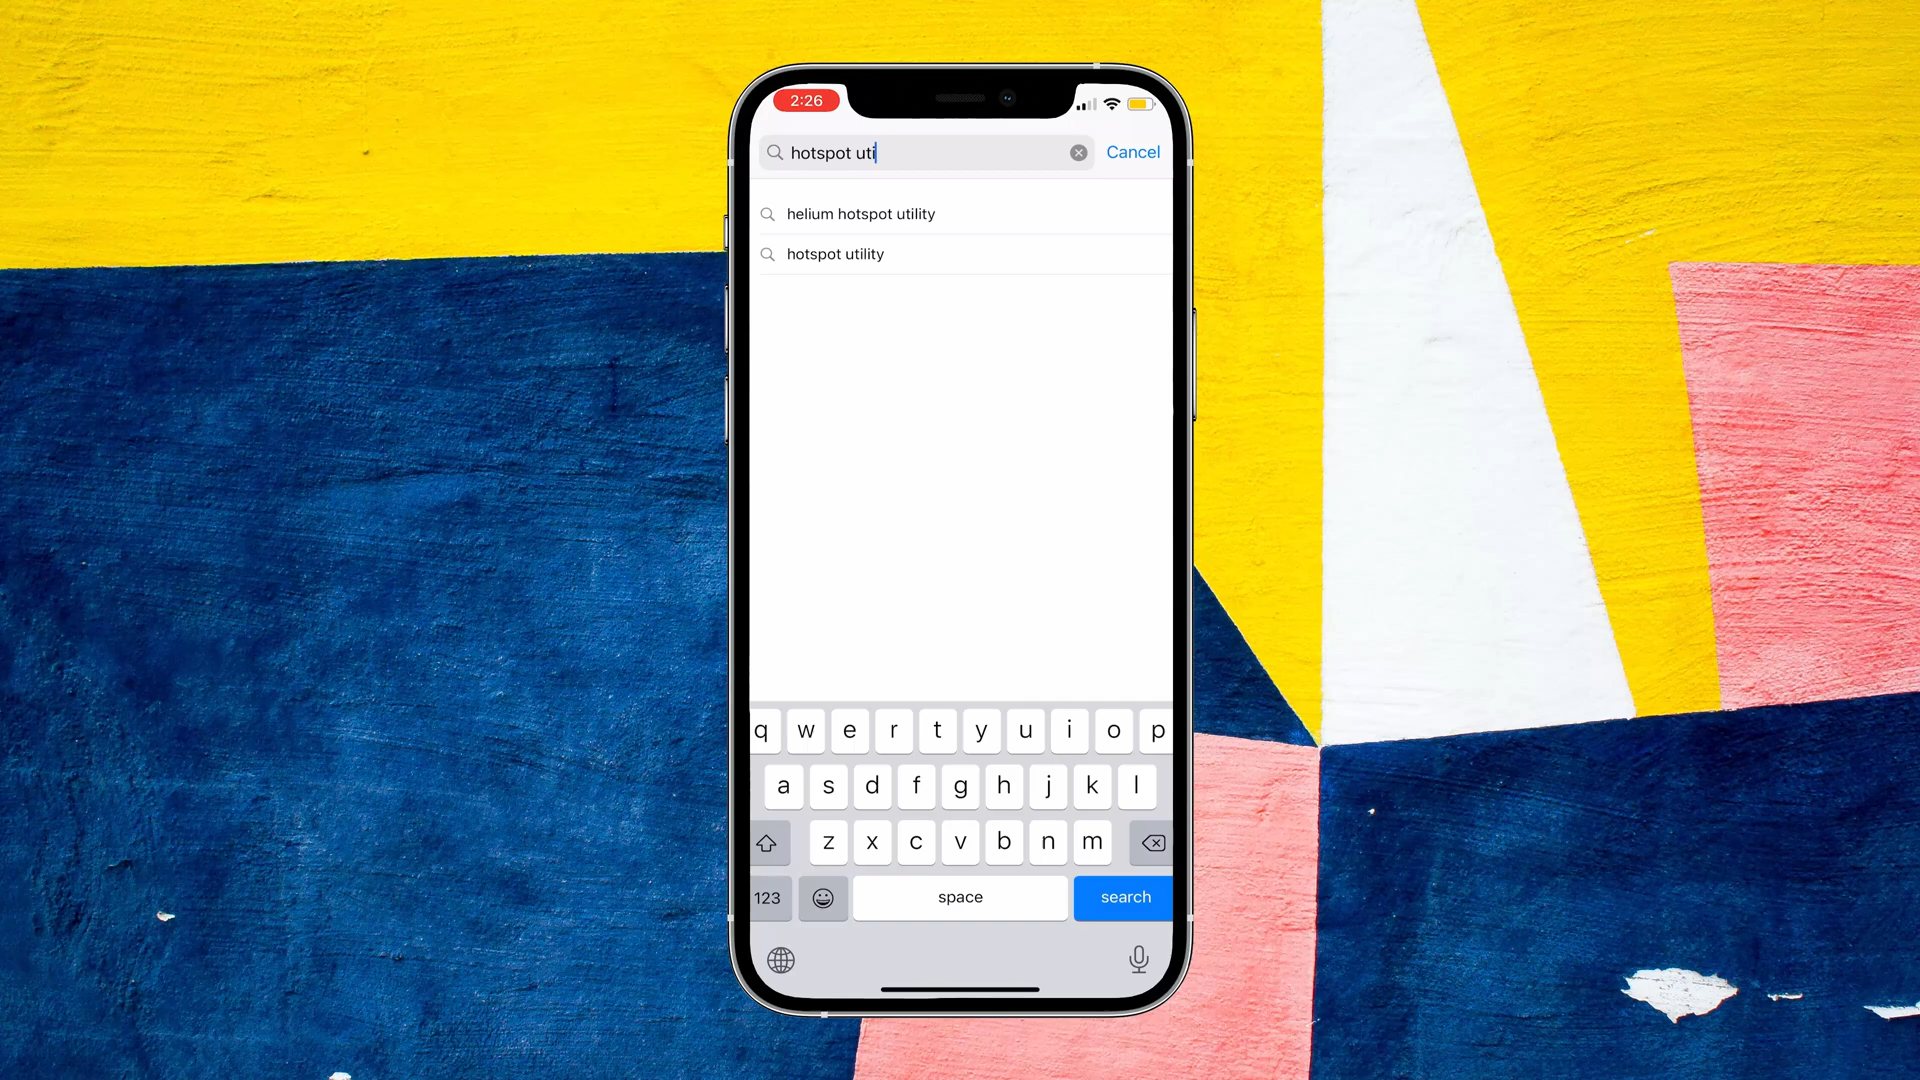 2:26
hotspot uti
Cancel
helium hotspot utility
hotspot utility
q w e r t y u i o p
a s d f g h j k l
z x c v b n m
123
space
search